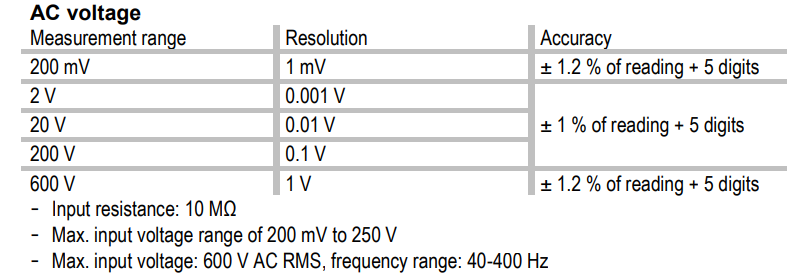 AC voltage
Measurement range Resolution Accuracy
200 mV 1 mV ± 1.2 % of reading + 5 digits
2 V 0.001 V
20 V 0.01 V ± 1 % of reading + 5 digits
200 V 0.1 V
600 V 1 V ± 1.2 % of reading + 5 digits
- Input resistance: 10 MΩ
- Max. input voltage range of 200 mV to 250 V
- Max. input voltage: 600 V AC RMS, frequency range: 40-400 Hz